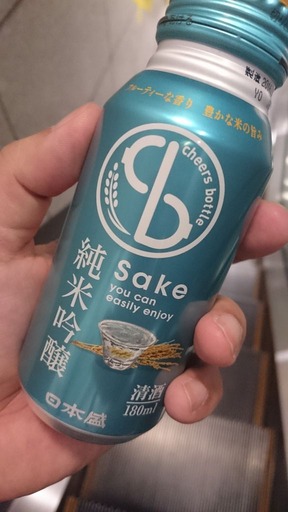 フルーティーな香り 豊かな米の旨み
cheers bottle
cb
Sake
you can
easily enjoy
純米吟醸
清酒
180ml
日本盛